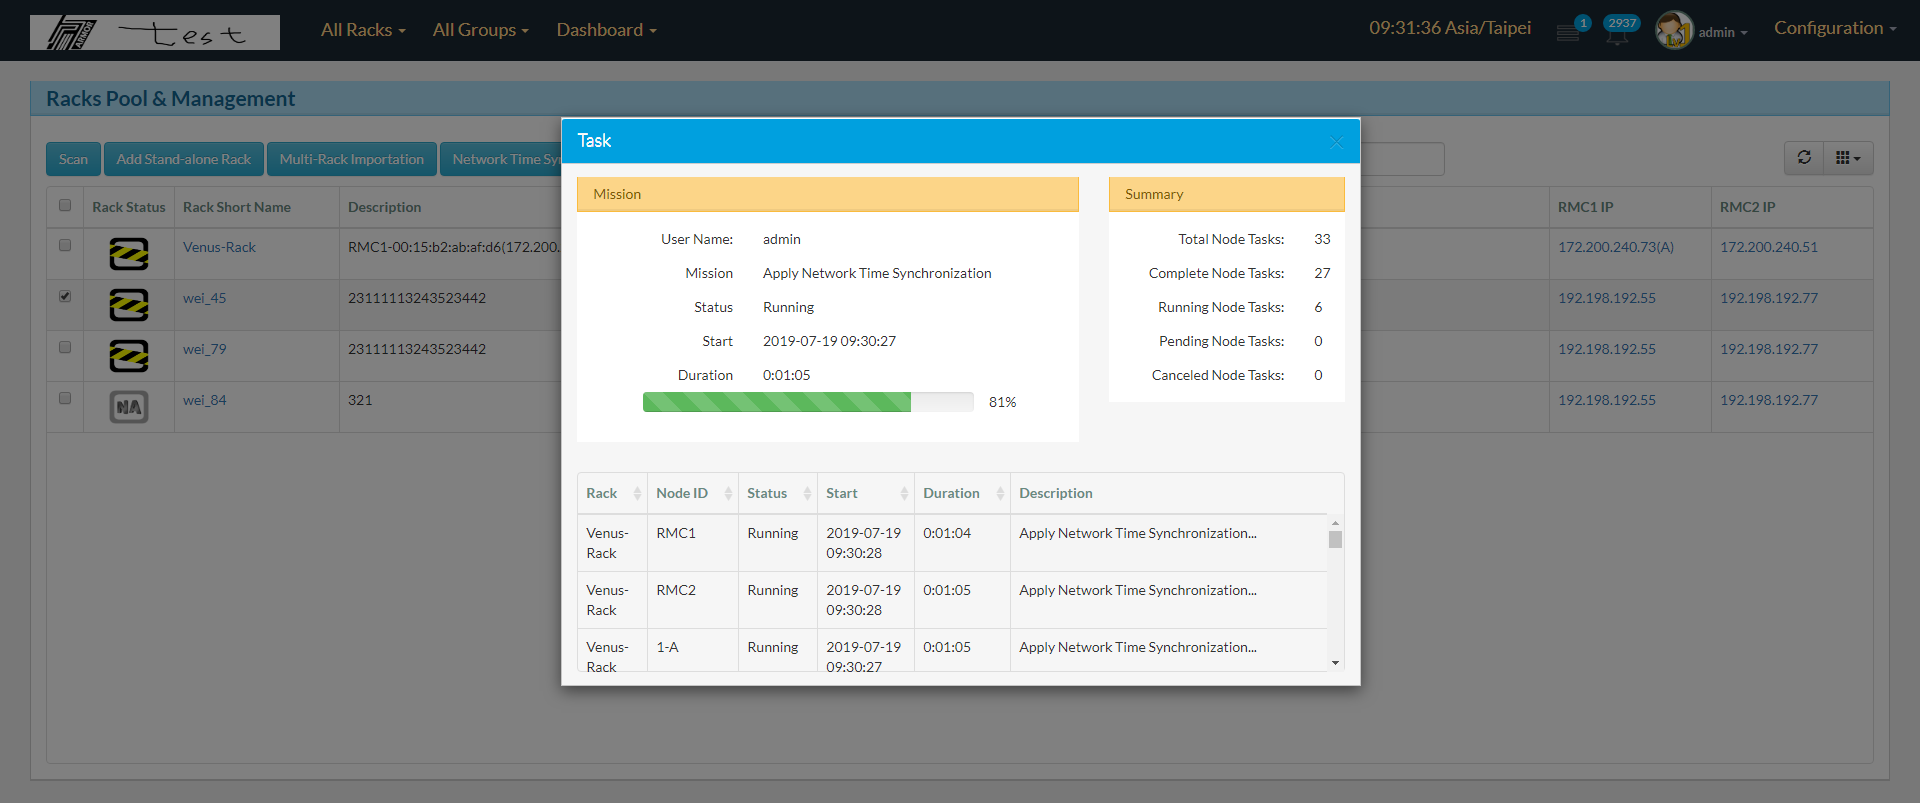 ARMOR test
All Racks
All Groups
Dashboard
09:31:36 Asia/Taipei
1
2937
admin
Configuration
Racks Pool & Management
Scan
Add Stand-alone Rack
Multi-Rack Importation
Network Time Sy
Rack Status
Rack Short Name
Description
RMC1 IP
RMC2 IP
Venus-Rack
RMC1-00:15:b2:ab:af:d6(172.200.
172.200.240.73(A)
172.200.240.51
wei_45
23111113243523442
192.198.192.55
192.198.192.77
wei_79
23111113243523442
192.198.192.55
192.198.192.77
NA
wei_84
321
192.198.192.55
192.198.192.77
Task
Mission
User Name: admin
Mission Apply Network Time Synchronization
Status Running
Start 2019-07-19 09:30:27
Duration 0:01:05
81%
Summary
Total Node Tasks: 33
Complete Node Tasks: 27
Running Node Tasks: 6
Pending Node Tasks: 0
Canceled Node Tasks: 0
Rack Node ID Status Start Duration Description
Venus- RMC1 Running 2019-07-19 0:01:04 Apply Network Time Synchronization...
Rack 09:30:28
Venus- RMC2 Running 2019-07-19 0:01:05 Apply Network Time Synchronization...
Rack 09:30:28
Venus- 1-A Running 2019-07-19 0:01:05 Apply Network Time Synchronization...
Rack 09:30:27